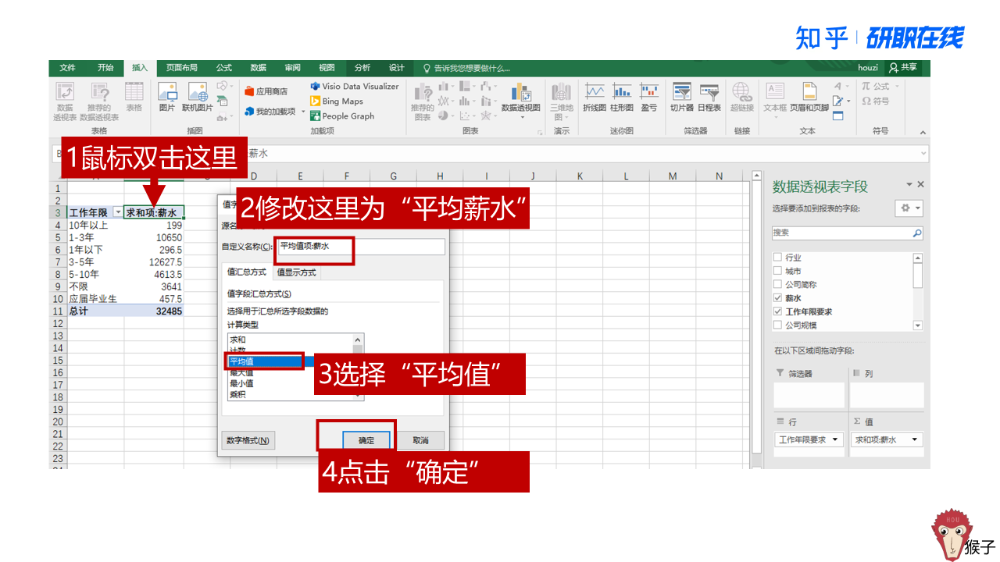 知乎 研职在线
文件 开始 插入 页面布局 公式 数据 审阅 视图 分析 设计 告诉我您想要做什么... houzi 共享
数据透视表
推荐的数据透视表
表格
表格
图片 联机图片
插图
应用商店
我的加载项
Visio Data Visualizer
Bing Maps
People Graph
加载项
推荐的图表
数据透视图
图表
三维地图
演示
折线图 柱形图 盈亏
迷你图
切片器 日程表
筛选器
超链接
链接
文本框 页眉和页脚
文本
π 公式
Ω 符号
符号
1鼠标双击这里
薪水
D E F G H I J K L M N
1
2
3 工作年限 求和项:薪水
4 10年以上 199
5 1-3年 10650
6 1年以下 296.5
7 3-5年 12627.5
8 5-10年 4613.5
9 不限 3641
10 应届毕业生 457.5
11 总计 32485
12
13
14
15
16
17
18
19
20
21
22
23
2修改这里为“平均薪水”
自定义名称(C): 平均值项:薪水
值汇总方式 值显示方式
值字段汇总方式(S)
选择用于汇总所选字段数据的
计算类型
求和
计数
平均值
最大值
最小值
乘积
3选择“平均值”
数字格式(N) 确定 取消
4点击“确定”
数据透视表字段
选择要添加到报表的字段:
搜索
行业
城市
公司简称
薪水
工作年限要求
公司规模
在以下区域间拖动字段:
筛选器 列
行 Σ 值
工作年限要求 求和项:薪水
HOU
猴子